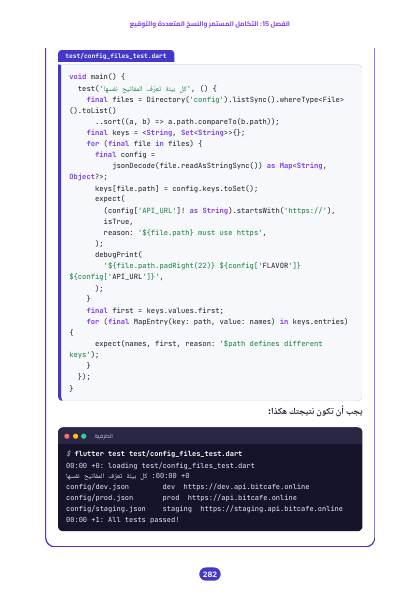 الفصل 15: التكامل المستمر والنسخ المتعددة والتوقيع
test/config_files_test.dart
void main() {
test('كل بيئة تعرّف المفاتيح نفسها', () {
final files = Directory('config').listSync().whereType<File>
().toList()
..sort((a, b) => a.path.compareTo(b.path));
final keys = <String, Set<String>>{};
for (final file in files) {
final config =
jsonDecode(file.readAsStringSync()) as Map<String,
Object?>;
keys[file.path] = config.keys.toSet();
expect(
(config['API_URL']! as String).startsWith('https://'),
isTrue,
reason: '${file.path} must use https',
);
debugPrint(
'${file.path.padRight(22)} ${config['FLAVOR']}
${config['API_URL']}',
);
}
final first = keys.values.first;
for (final MapEntry(key: path, value: names) in keys.entries)
{
expect(names, first, reason: '$path defines different
keys');
}
});
}
يجب أن تكون نتيجتك هكذا:
الطرفية
$ flutter test test/config_files_test.dart
00:00 +0: loading test/config_files_test.dart
00:00 +0: كل بيئة تعرّف المفاتيح نفسها
config/dev.json dev https://dev.api.bitcafe.online
config/prod.json prod https://api.bitcafe.online
config/staging.json staging https://staging.api.bitcafe.online
00:00 +1: All tests passed!
282